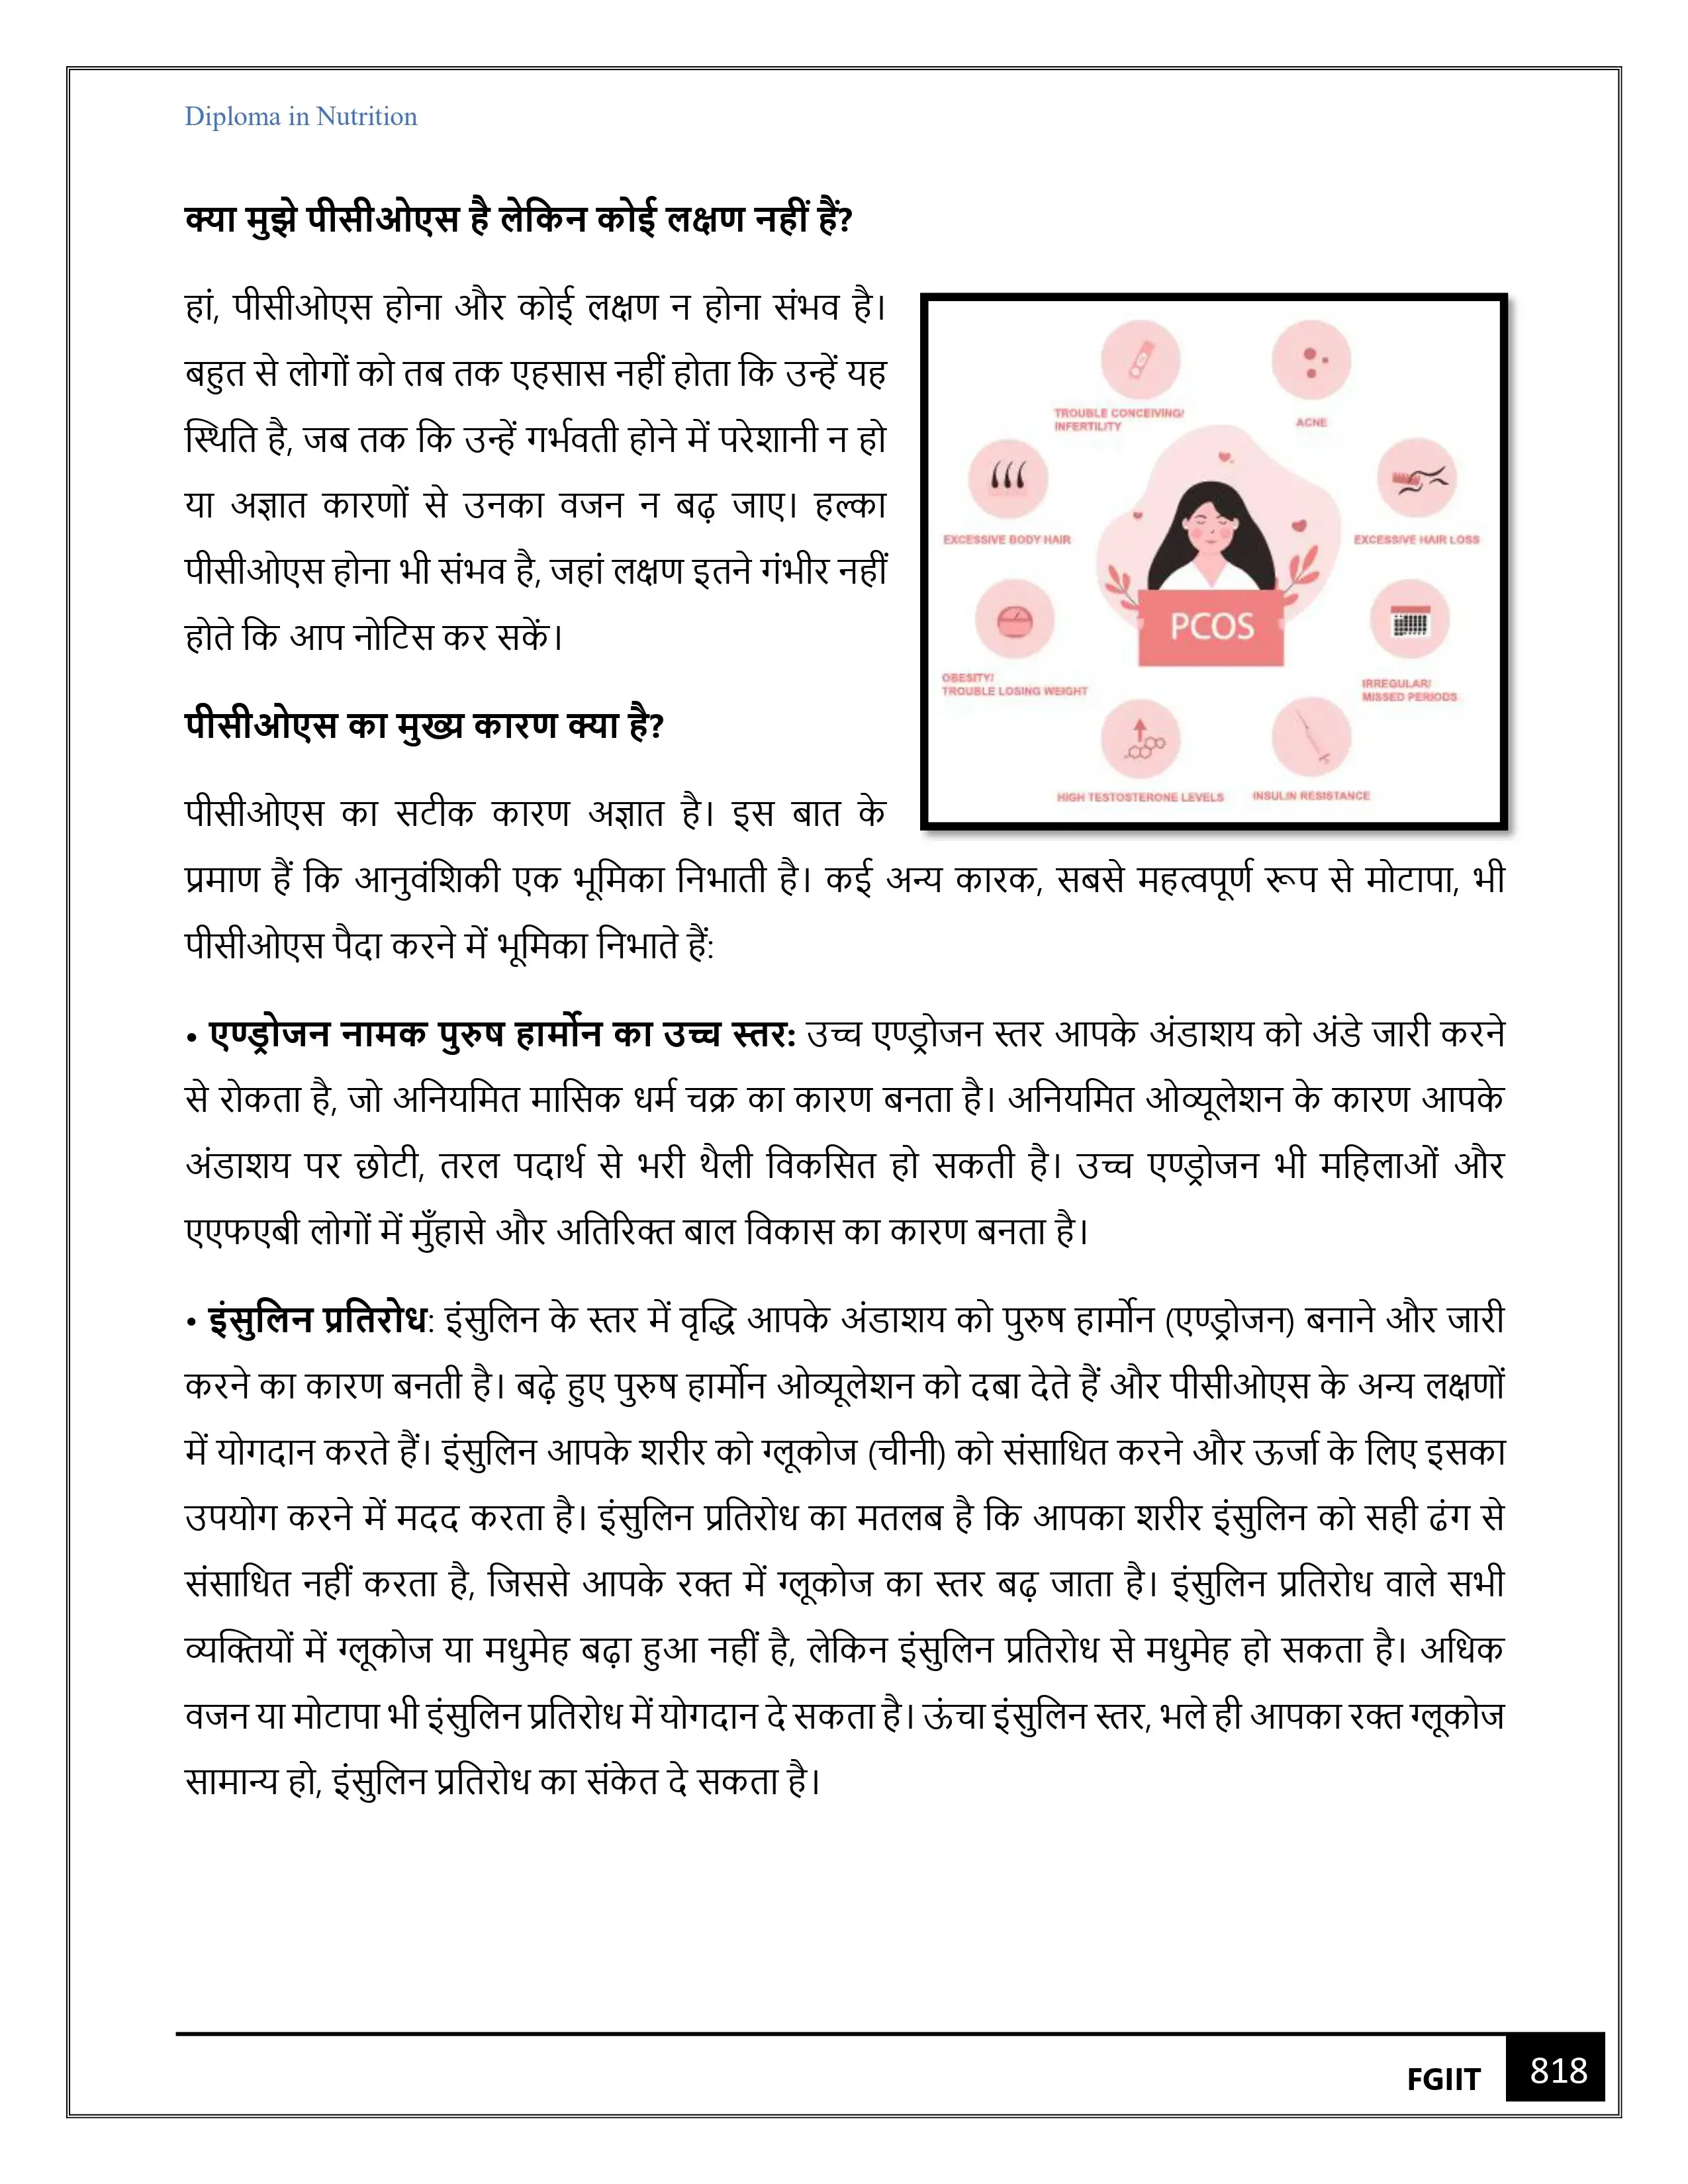 Diploma in Nutrition
क्या मुझे पीसीओएस है लेकिन कोई लक्षण नहीं हैं?
हां, पीसीओएस होना और कोई लक्षण न होना संभव है।
बहुत से लोगों को तब तक एहसास नहीं होता कि उन्हें यह
स्थिति है, जब तक कि उन्हें गर्भवती होने में परेशानी न हो
या अज्ञात कारणों से उनका वजन न बढ़ जाए। हल्का
पीसीओएस होना भी संभव है, जहां लक्षण इतने गंभीर नहीं
होते कि आप नोटिस कर सकें।
TROUBLE CONCEIVING/
INFERTILITY
ACNE
EXCESSIVE BODY HAIR
EXCESSIVE HAIR LOSS
PCOS
OBESITY/
TROUBLE LOSING WEIGHT
IRREGULAR/
MISSED PERIODS
HIGH TESTOSTERONE LEVELS
INSULIN RESISTANCE
पीसीओएस का मुख्य कारण क्या है?
पीसीओएस का सटीक कारण अज्ञात है। इस बात के
प्रमाण हैं कि आनुवंशिकी एक भूमिका निभाती है। कई अन्य कारक, सबसे महत्वपूर्ण रूप से मोटापा, भी
पीसीओएस पैदा करने में भूमिका निभाते हैं:
• एण्ड्रोजन नामक पुरुष हार्मोन का उच्च स्तर: उच्च एण्ड्रोजन स्तर आपके अंडाशय को अंडे जारी करने
से रोकता है, जो अनियमित मासिक धर्म चक्र का कारण बनता है। अनियमित ओव्यूलेशन के कारण आपके
अंडाशय पर छोटी, तरल पदार्थ से भरी थैली विकसित हो सकती है। उच्च एण्ड्रोजन भी महिलाओं और
एएफएबी लोगों में मुँहासे और अतिरिक्त बाल विकास का कारण बनता है।
• इंसुलिन प्रतिरोध: इंसुलिन के स्तर में वृद्धि आपके अंडाशय को पुरुष हार्मोन (एण्ड्रोजन) बनाने और जारी
करने का कारण बनती है। बढ़े हुए पुरुष हार्मोन ओव्यूलेशन को दबा देते हैं और पीसीओएस के अन्य लक्षणों
में योगदान करते हैं। इंसुलिन आपके शरीर को ग्लूकोज (चीनी) को संसाधित करने और ऊर्जा के लिए इसका
उपयोग करने में मदद करता है। इंसुलिन प्रतिरोध का मतलब है कि आपका शरीर इंसुलिन को सही ढंग से
संसाधित नहीं करता है, जिससे आपके रक्त में ग्लूकोज का स्तर बढ़ जाता है। इंसुलिन प्रतिरोध वाले सभी
व्यक्तियों में ग्लूकोज या मधुमेह बढ़ा हुआ नहीं है, लेकिन इंसुलिन प्रतिरोध से मधुमेह हो सकता है। अधिक
वजन या मोटापा भी इंसुलिन प्रतिरोध में योगदान दे सकता है। ऊंचा इंसुलिन स्तर, भले ही आपका रक्त ग्लूकोज
सामान्य हो, इंसुलिन प्रतिरोध का संकेत दे सकता है।
FGIIT
818